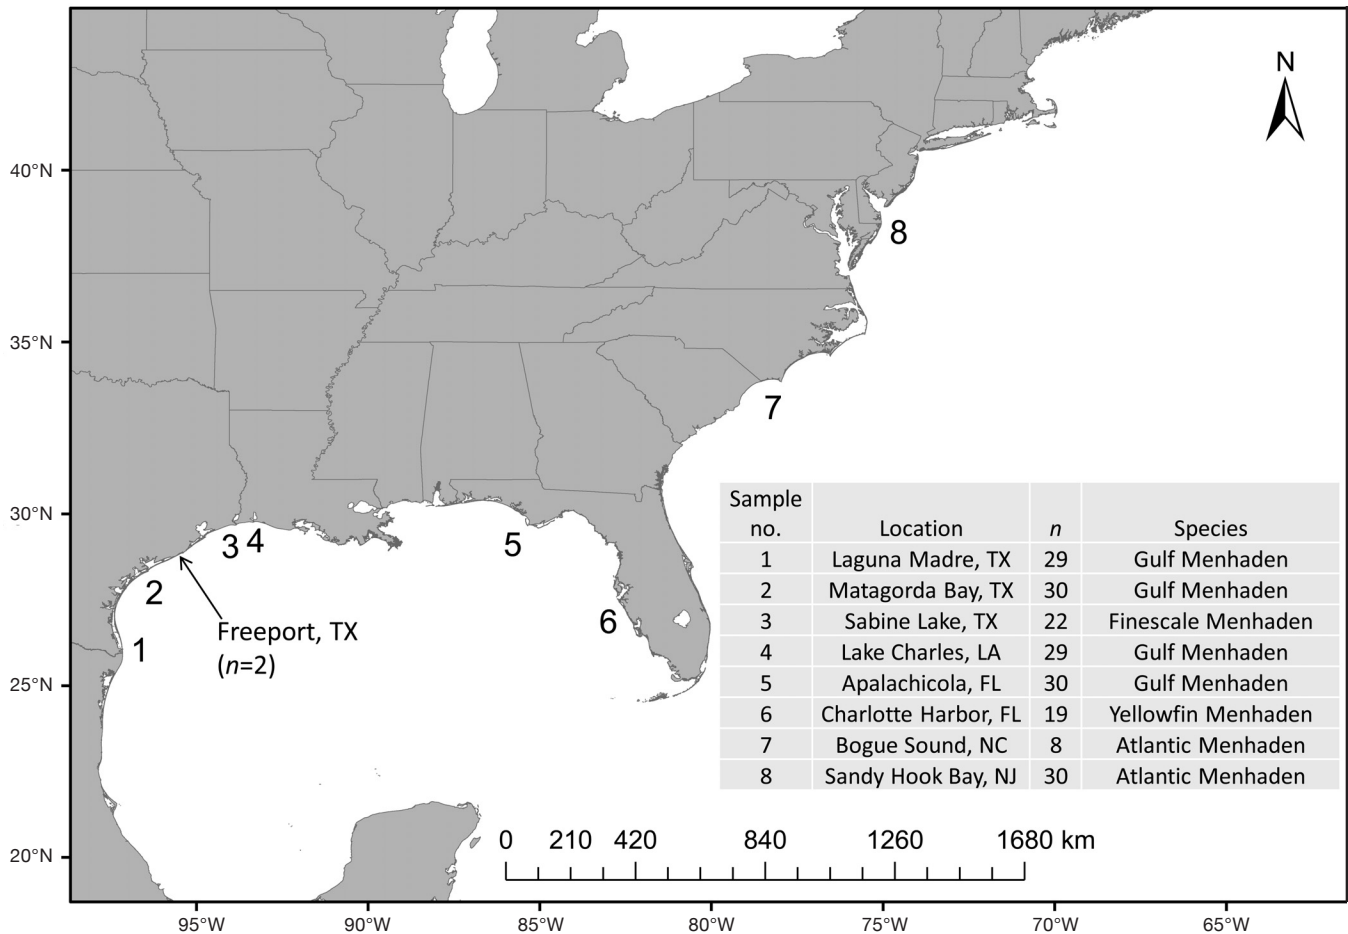 N
40°N
8
35°N
7
30°N
3 4
5
2
6
Freeport, TX
(n=2)
1
25°N
20°N
Sample
no. Location n Species
1 Laguna Madre, TX 29 Gulf Menhaden
2 Matagorda Bay, TX 30 Gulf Menhaden
3 Sabine Lake, TX 22 Finescale Menhaden
4 Lake Charles, LA 29 Gulf Menhaden
5 Apalachicola, FL 30 Gulf Menhaden
6 Charlotte Harbor, FL 19 Yellowfin Menhaden
7 Bogue Sound, NC 8 Atlantic Menhaden
8 Sandy Hook Bay, NJ 30 Atlantic Menhaden
0 210 420 840 1260 1680 km
95°W 90°W 85°W 80°W 75°W 70°W 65°W